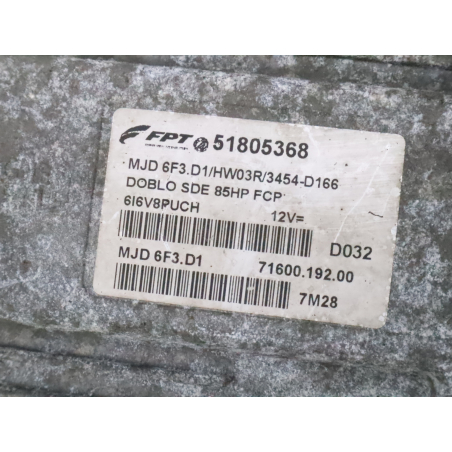 FPT 51805368
MJD 6F3.D1/HW03R/3454-D166
DOBLO SDE 85HP FCP
6I6V8PUCH 12V=
D032
MJD 6F3.D1 71600.192.00
7M28